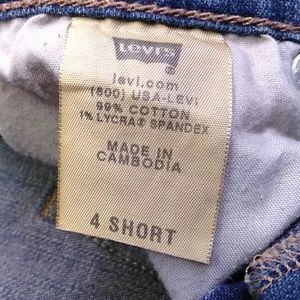 Levi's
levi.com
(800) USA-LEVI
99% COTTON
1% LYCRA® SPANDEX
MADE IN
CAMBODIA
4 SHORT